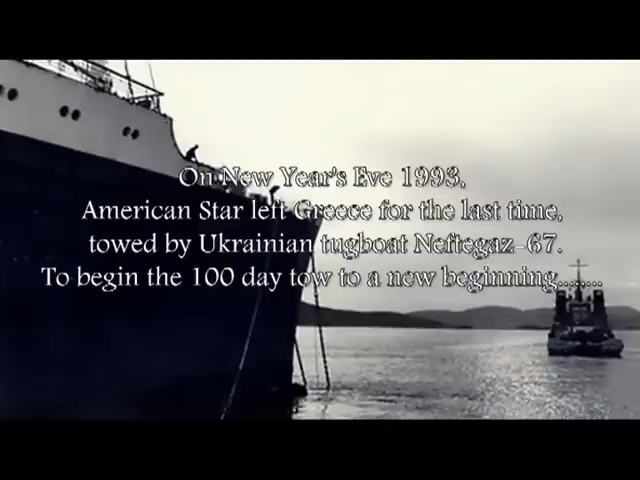 On New Year's Eve 1993,
American Star left Greece for the last time,
towed by Ukrainian tugboat Neftegaz-67.
To begin the 100 day tow to a new beginning........